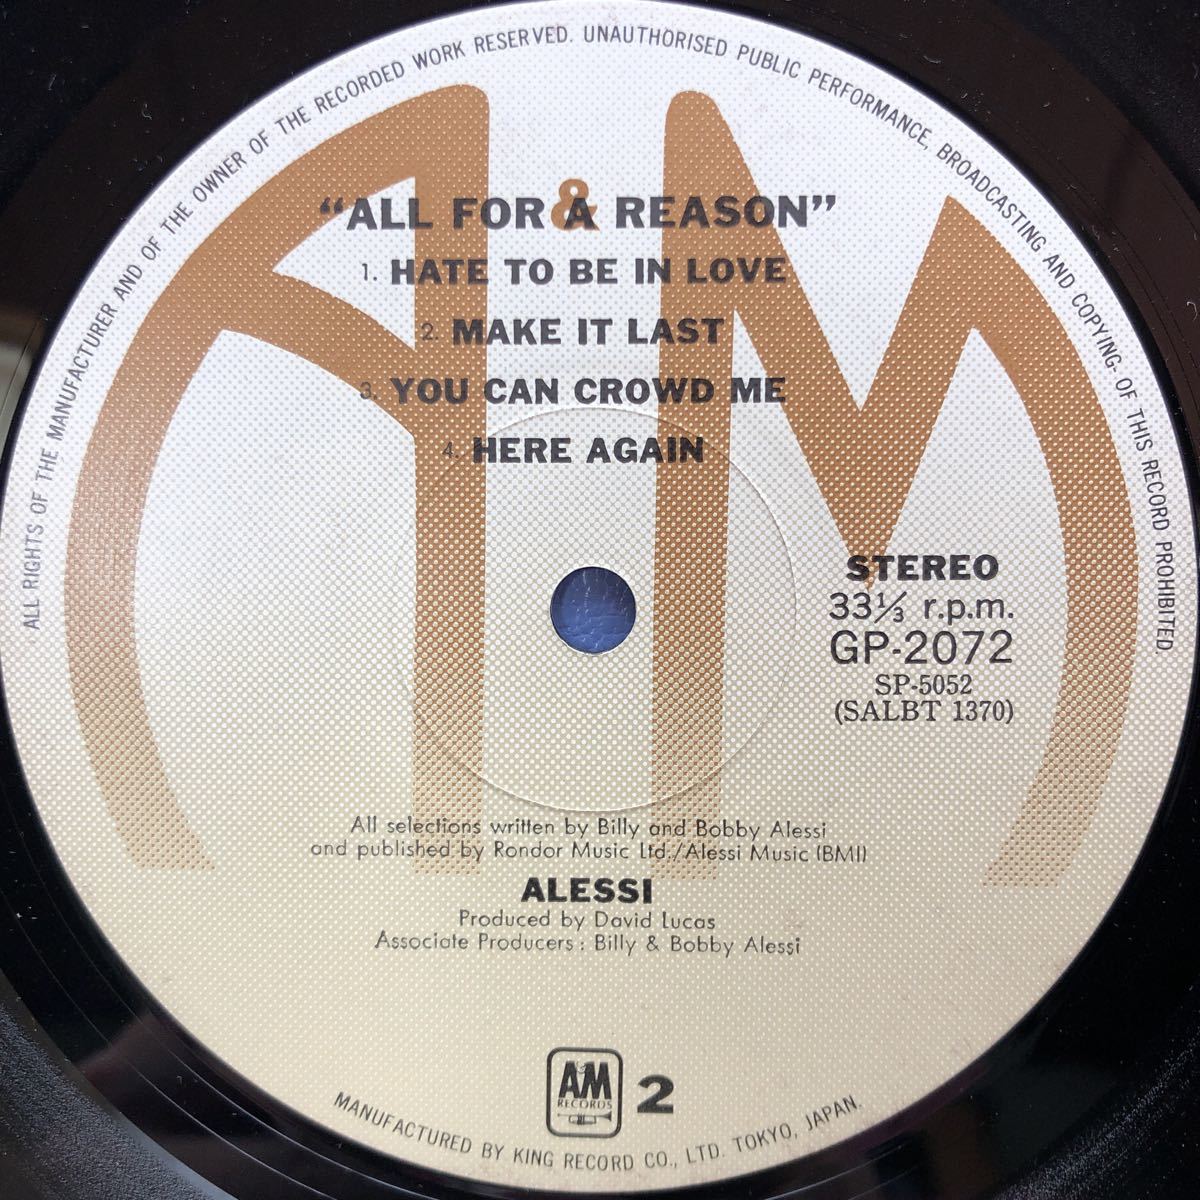 ALL RIGHTS OF THE MANUFACTURER AND OF THE OWNER OF THE RECORDED WORK RESERVED. UNAUTHORISED PUBLIC PERFORMANCE, BROADCASTING AND COPYING- OF THIS RECORD PROHIBITED.
A&M
“ALL FOR A REASON”
1. HATE TO BE IN LOVE
2. MAKE IT LAST
3. YOU CAN CROWD ME
4. HERE AGAIN
STEREO
33⅓ r.p.m.
GP-2072
SP-5052
(SALBT 1370)
All selections written by Billy and Bobby Alessi
and published by Rondor Music Ltd./Alessi Music (BMI)
ALESSI
Produced by David Lucas
Associate Producers : Billy & Bobby Alessi
A&M
RECORDS
2
MANUFACTURED BY KING RECORD CO., LTD. TOKYO, JAPAN.